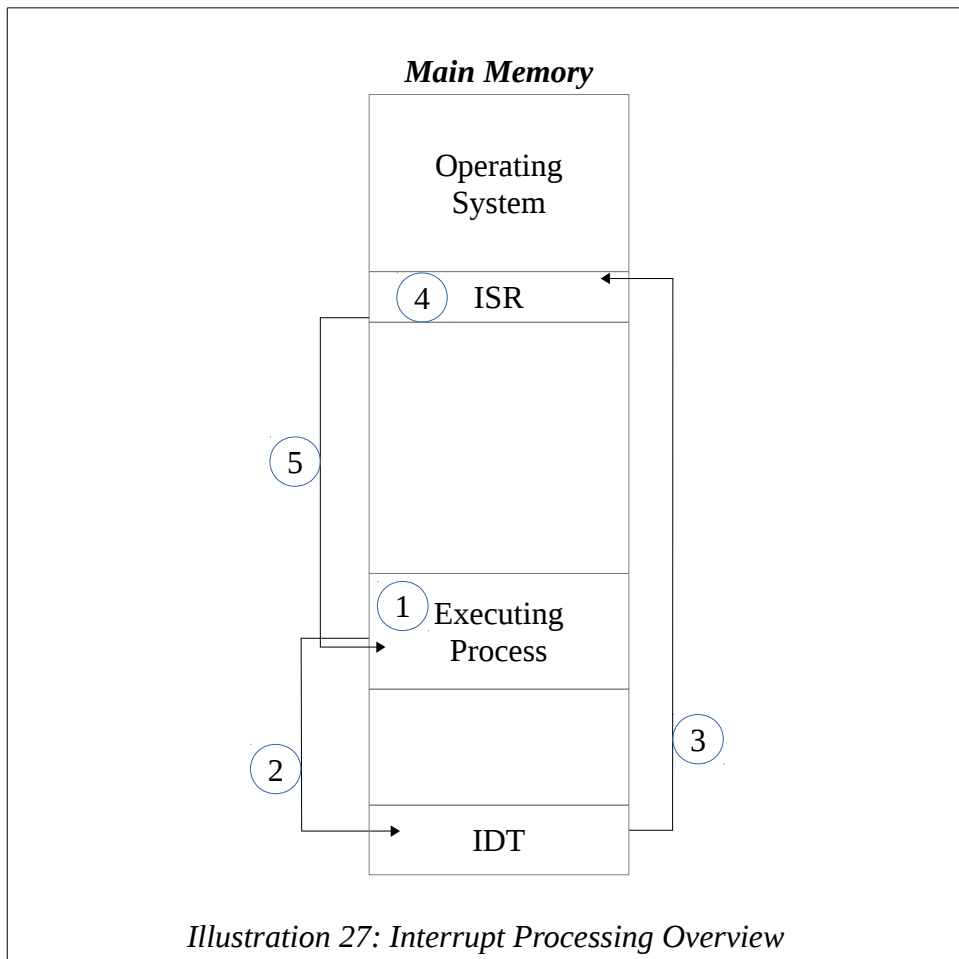 Main Memory
Operating
System
4 ISR
5
1 Executing
Process
3
2
IDT
Illustration 27: Interrupt Processing Overview